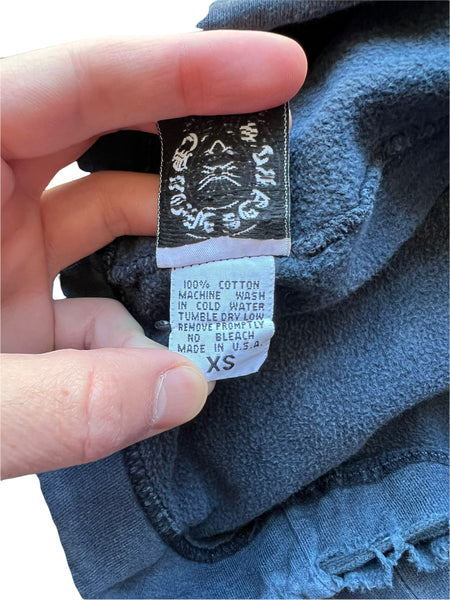 100% COTTON
MACHINE WASH
IN COLD WATER
TUMBLE DRY LOW
REMOVE PROMPTLY
NO BLEACH
MADE IN U.S.A.
XS